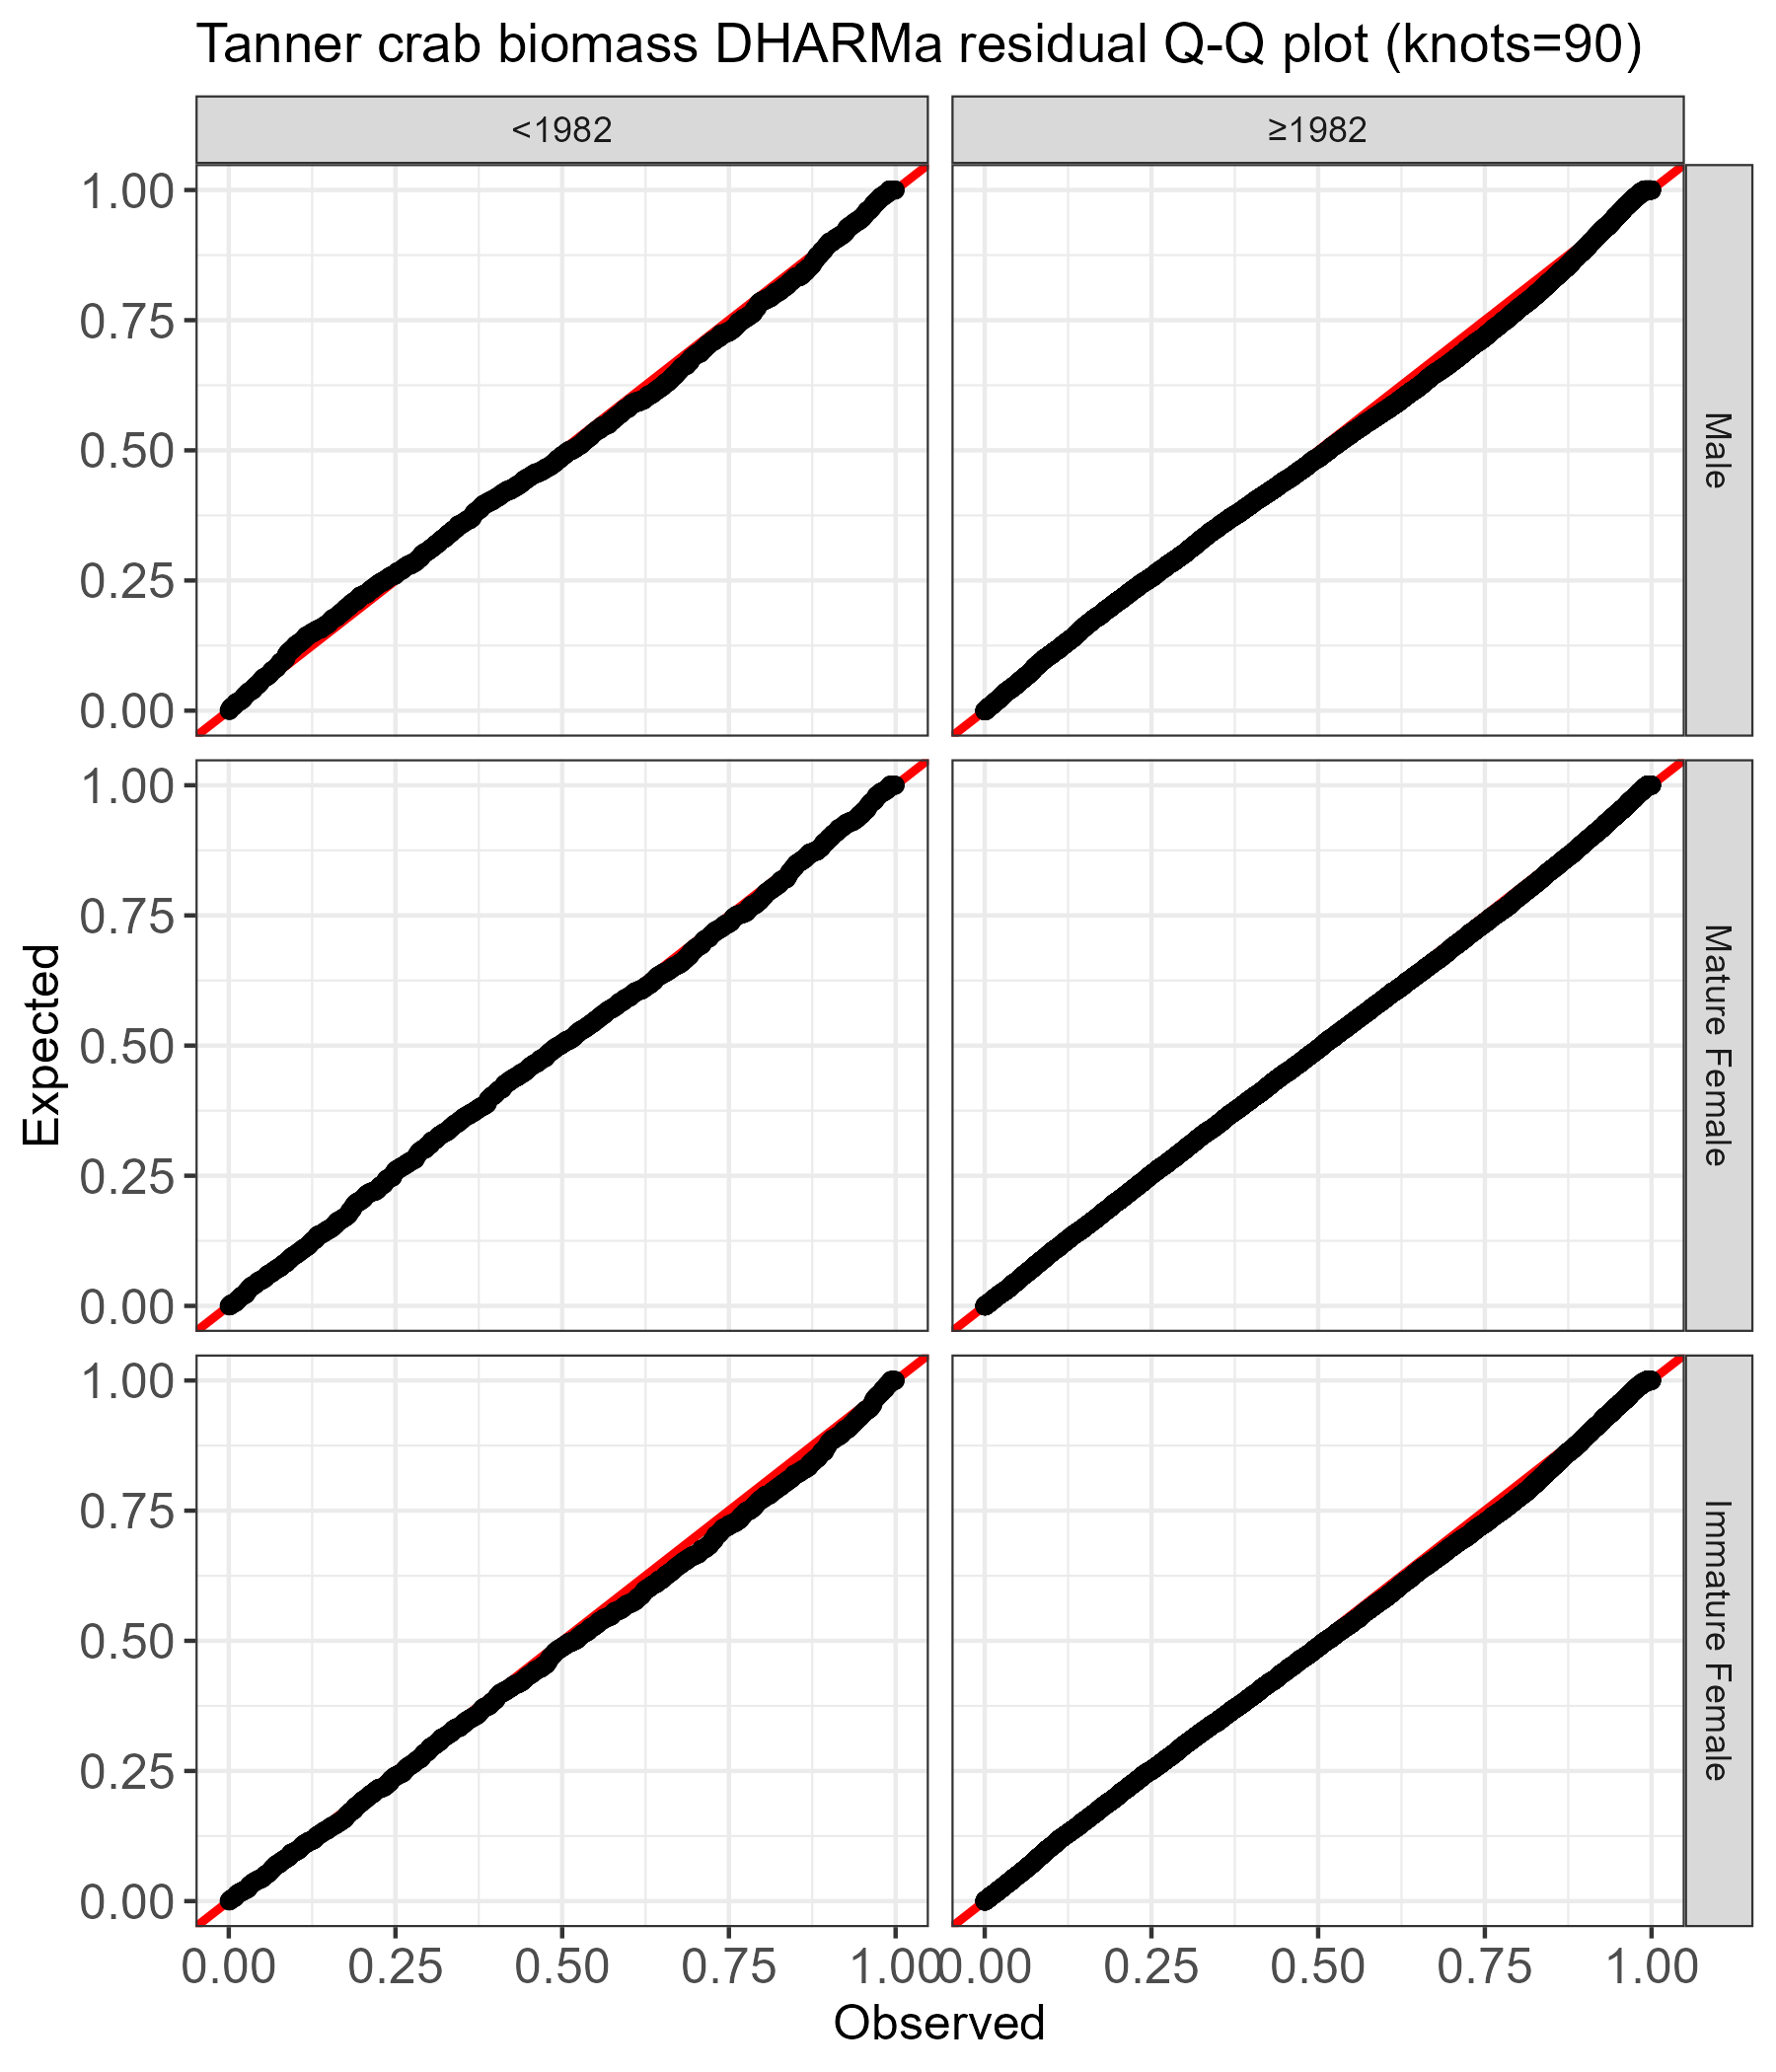 Tanner crab biomass DHARMa residual Q-Q plot (knots=90)
<1982
≥1982
1.00
0.75
0.50
0.25
0.00
Male
1.00
0.75
0.50
0.25
0.00
Mature Female
Expected
1.00
0.75
0.50
0.25
0.00
Immature Female
0.00 0.25 0.50 0.75 1.00 0.00 0.25 0.50 0.75 1.00
Observed